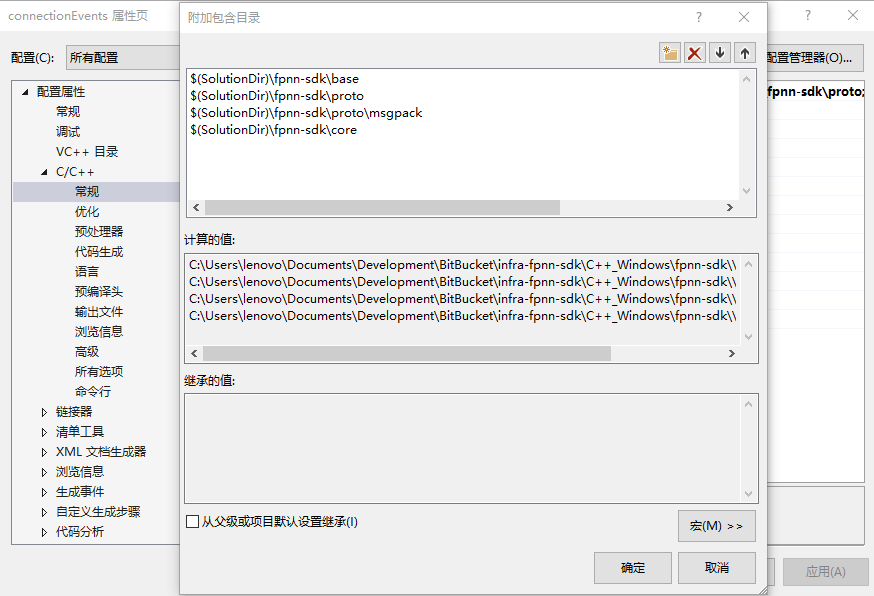 connectionEvents 属性页
?
附加包含目录
?
配置(C):
所有配置
配置管理器(O)...
配置属性
常规
调试
VC++ 目录
C/C++
常规
优化
预处理器
代码生成
语言
预编译头
输出文件
浏览信息
高级
所有选项
命令行
链接器
清单工具
XML 文档生成器
浏览信息
生成事件
自定义生成步骤
代码分析
$(SolutionDir)\fpnn-sdk\base
$(SolutionDir)\fpnn-sdk\proto
$(SolutionDir)\fpnn-sdk\proto\msgpack
$(SolutionDir)\fpnn-sdk\core
计算的值:
C:\Users\lenovo\Documents\Development\BitBucket\infra-fpnn-sdk\C++_Windows\fpnn-sdk\\
C:\Users\lenovo\Documents\Development\BitBucket\infra-fpnn-sdk\C++_Windows\fpnn-sdk\\
C:\Users\lenovo\Documents\Development\BitBucket\infra-fpnn-sdk\C++_Windows\fpnn-sdk\\
C:\Users\lenovo\Documents\Development\BitBucket\infra-fpnn-sdk\C++_Windows\fpnn-sdk\\
继承的值:
从父级或项目默认设置继承(I)
宏(M) >>
确定
取消
fpnn-sdk\proto;
应用(A)